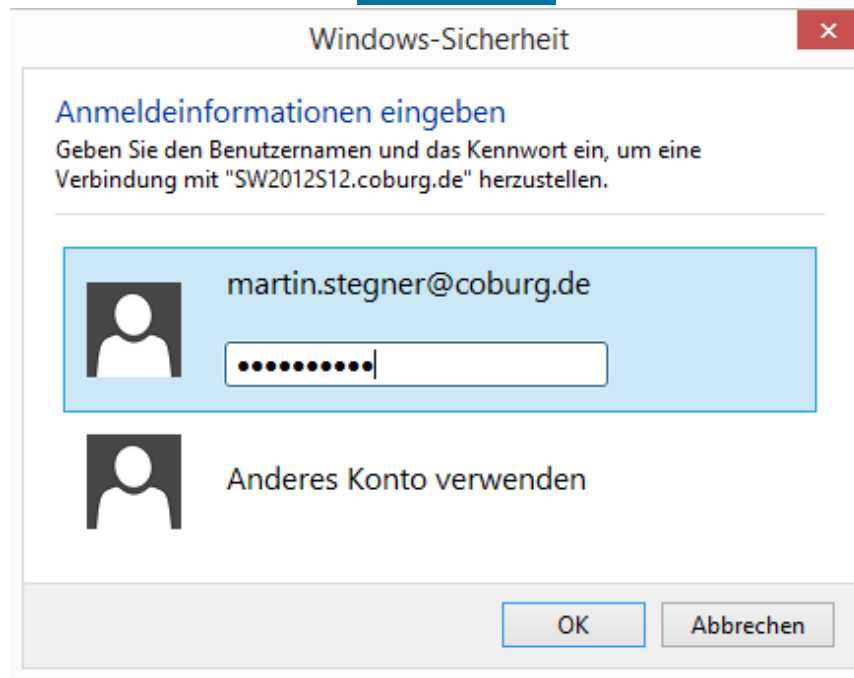 Windows-Sicherheit
Anmeldeinformationen eingeben
Geben Sie den Benutzernamen und das Kennwort ein, um eine
Verbindung mit "SW2012S12.coburg.de" herzustellen.
martin.stegner@coburg.de
••••••••••
Anderes Konto verwenden
OK
Abbrechen